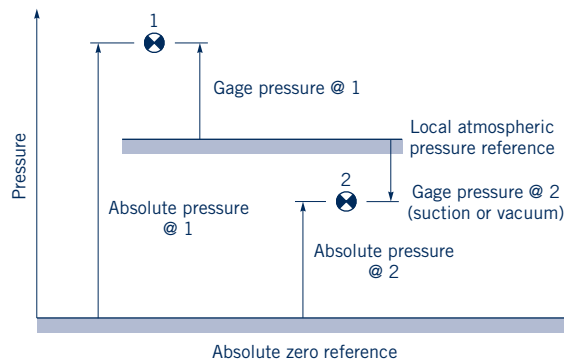 1
Gage pressure @ 1
Local atmospheric
pressure reference
Pressure
2
Gage pressure @ 2
(suction or vacuum)
Absolute pressure
@ 1
Absolute pressure
@ 2
Absolute zero reference